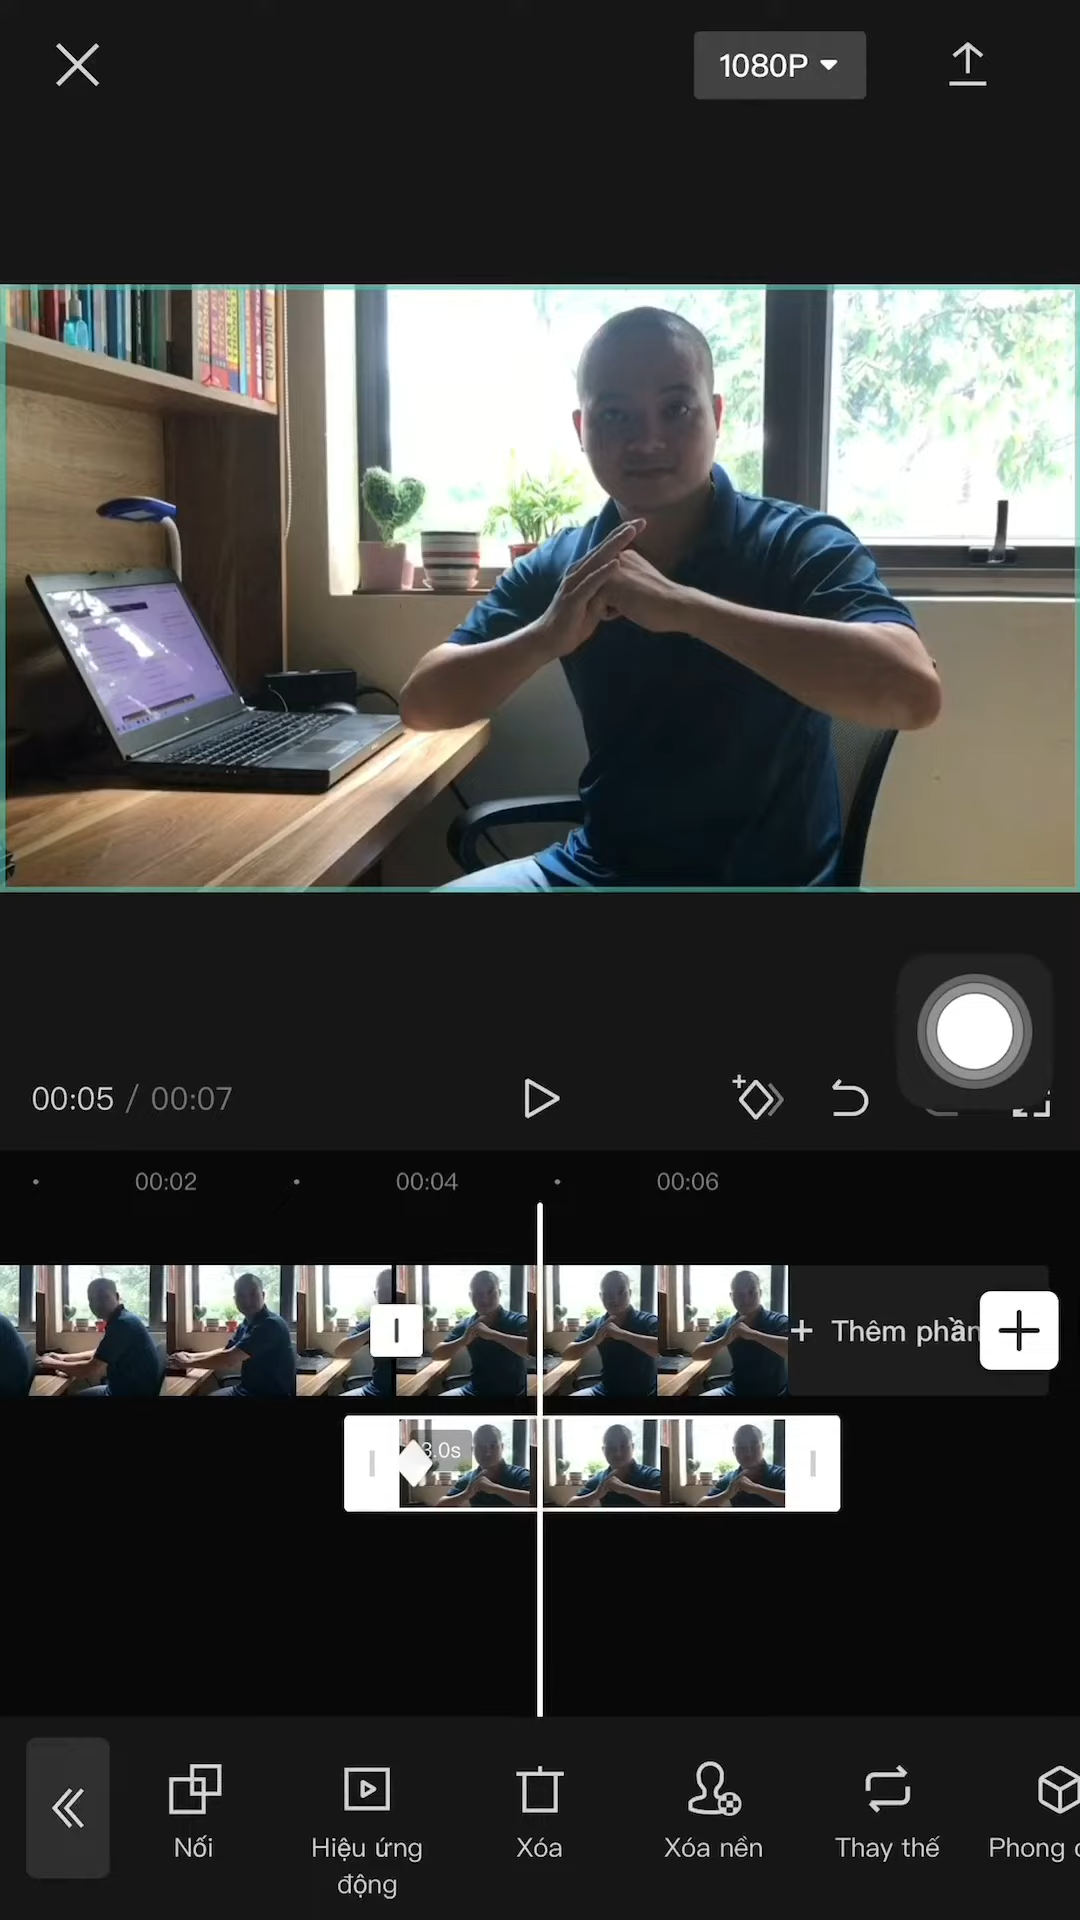 1080P
00:05 / 00:07
00:02
00:04
00:06
+ Thêm phần
3.0s
Nối
Hiệu ứng động
Xóa
Xóa nền
Thay thế
Phong